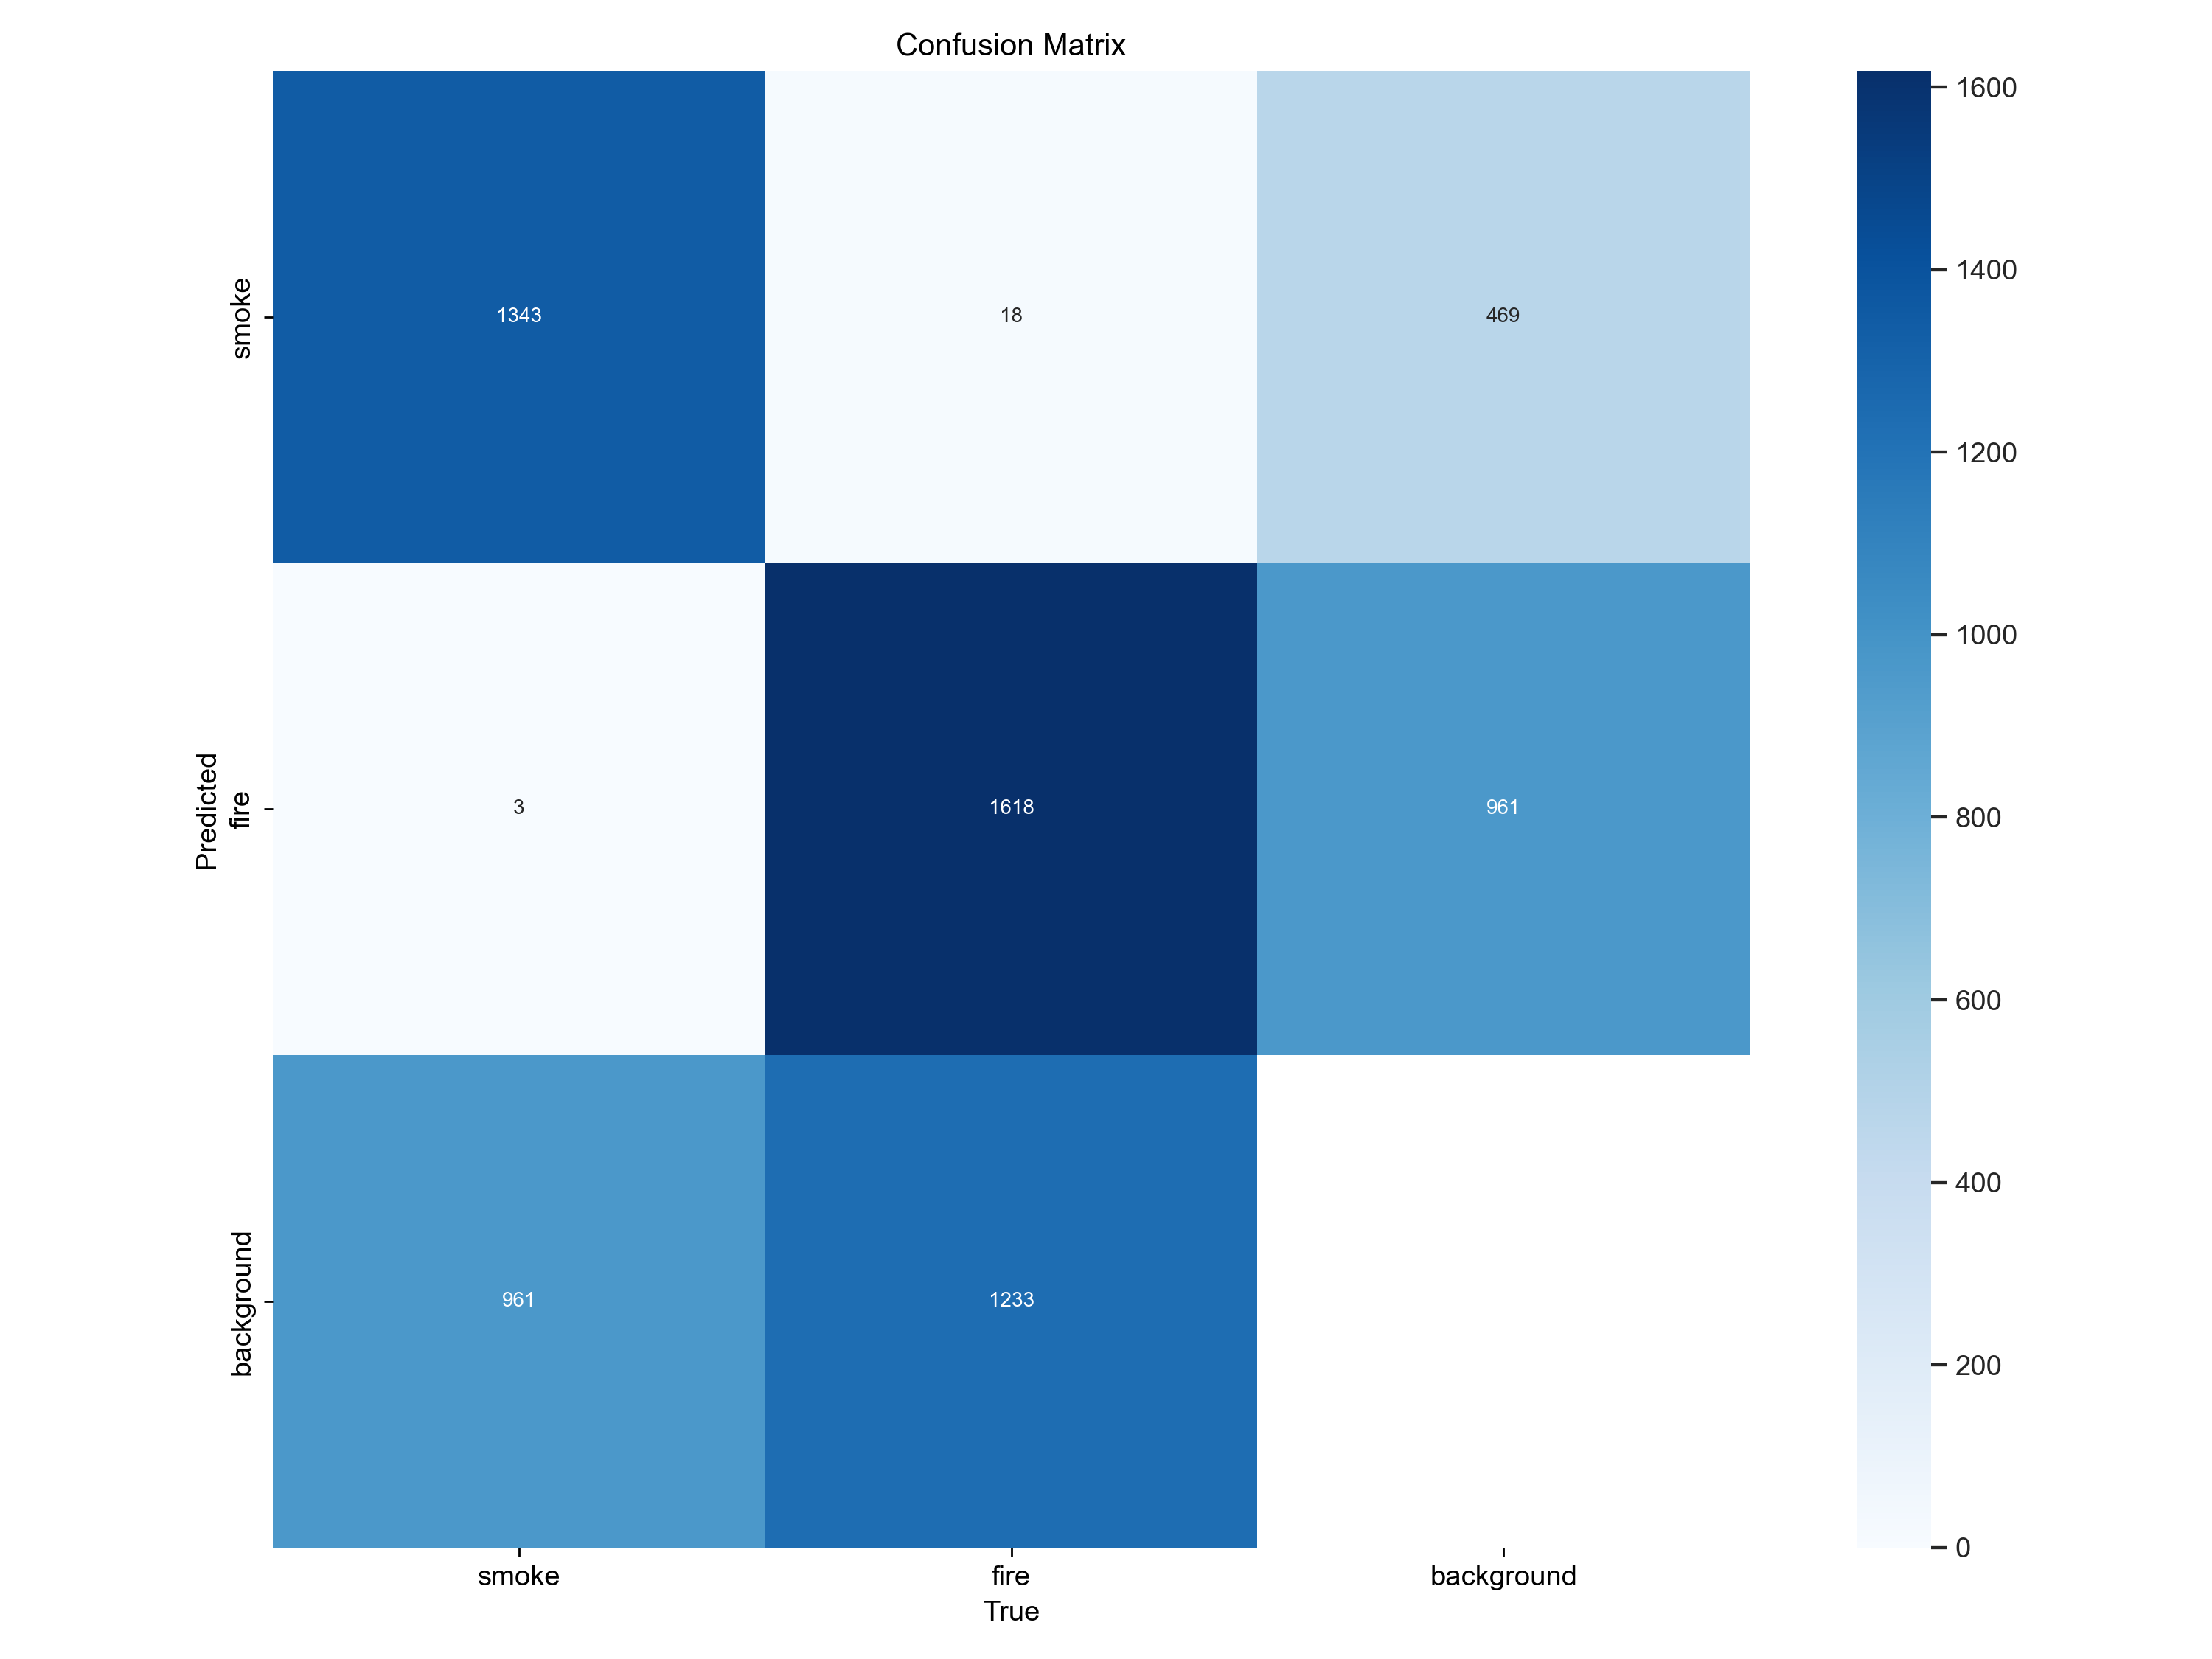 Confusion Matrix
1600
1400
1200
1000
800
600
400
200
0
Predicted
smoke
1343
18
469
fire
3
1618
961
background
961
1233
smoke
fire
background
True